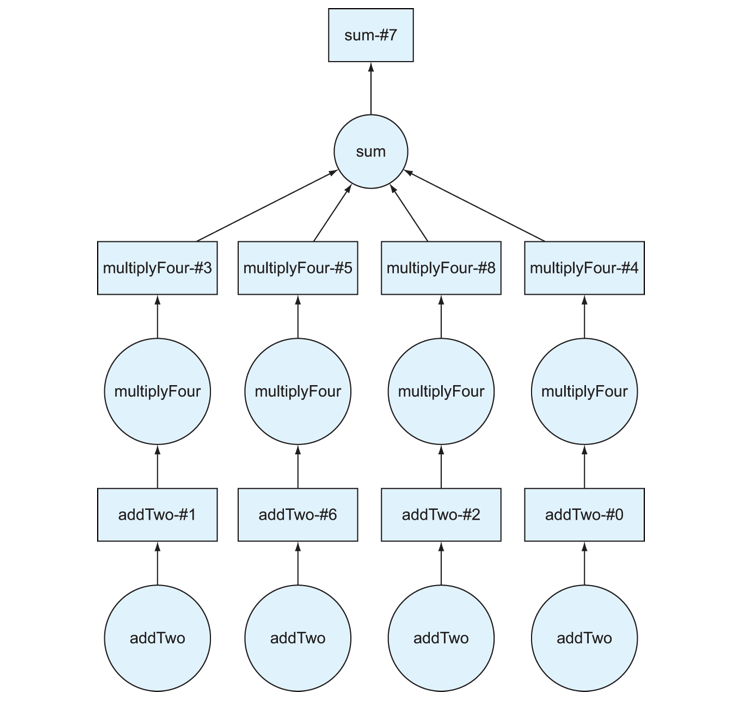 sum-#7
sum
multiplyFour-#3
multiplyFour-#5
multiplyFour-#8
multiplyFour-#4
multiplyFour
multiplyFour
multiplyFour
multiplyFour
addTwo-#1
addTwo-#6
addTwo-#2
addTwo-#0
addTwo
addTwo
addTwo
addTwo